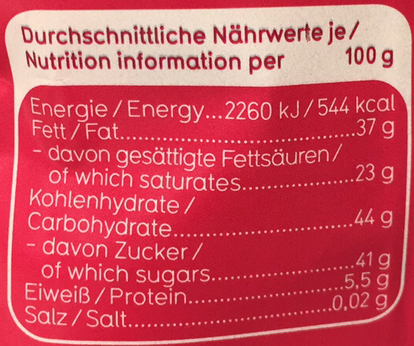 Durchschnittliche Nährwerte je/
Nutrition information per 100 g
Energie/Energy...2260 kJ/544 kcal
Fett/Fat...............................37 g
- davon gesättigte Fettsäuren/
of which saturates................23 g
Kohlenhydrate/
Carbohydrate.........................44 g
- davon Zucker/
of which sugars....................41 g
Eiweiß/Protein......................5,5 g
Salz/Salt.............................0,02 g